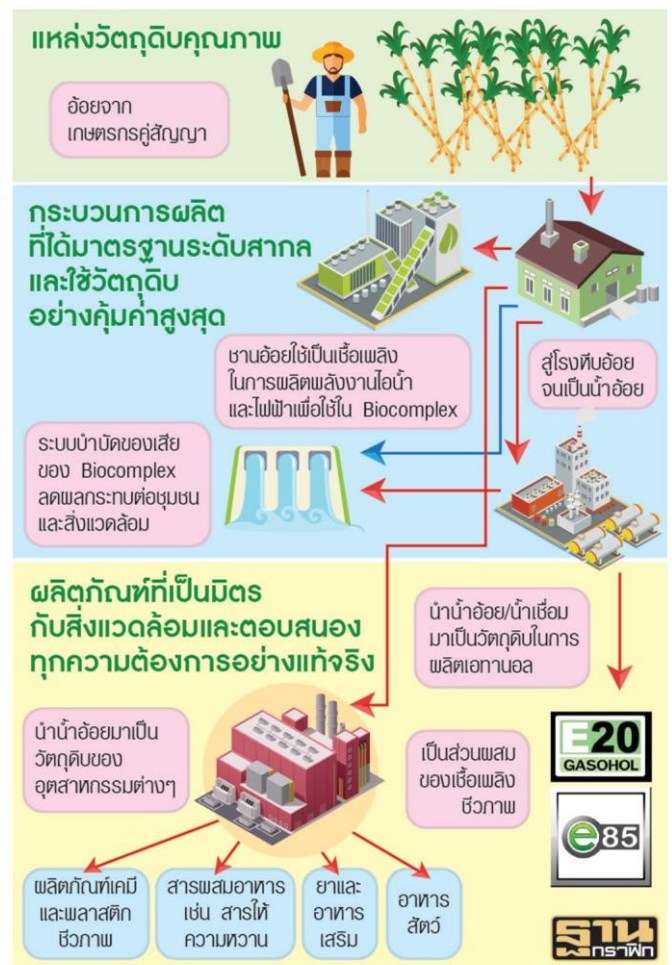 แหล่งวัตถุดิบคุณภาพ
อ้อยจาก
เกษตรกรคู่สัญญา
กระบวนการผลิต
ที่ได้มาตรฐานระดับสากล
และใช้วัตถุดิบ
อย่างคุ้มค่าสูงสุด
ชานอ้อยใช้เป็นเชื้อเพลิง
ในการผลิตพลังงานไอน้ำ
และไฟฟ้าเพื่อใช้ใน Biocomplex
สู่โรงหีบอ้อย
จนเป็นน้ำอ้อย
ระบบบำบัดของเสีย
ของ Biocomplex
ลดผลกระทบต่อชุมชน
และสิ่งแวดล้อม
ผลิตภัณฑ์ที่เป็นมิตร
กับสิ่งแวดล้อมและตอบสนอง
ทุกความต้องการอย่างแท้จริง
นำน้ำอ้อย/น้ำเชื่อม
มาเป็นวัตถุดิบในการ
ผลิตเอทานอล
นำน้ำอ้อยมาเป็น
วัตถุดิบของ
อุตสาหกรรมต่างๆ
เป็นส่วนผสม
ของเชื้อเพลิง
ชีวภาพ
E20
GASOHOL
e85
ผลิตภัณฑ์เคมี
และพลาสติก
ชีวภาพ
สารผสมอาหาร
เช่น สารให้
ความหวาน
ยาและ
อาหาร
เสริม
อาหาร
สัตว์
ฐาน
กราฟิก